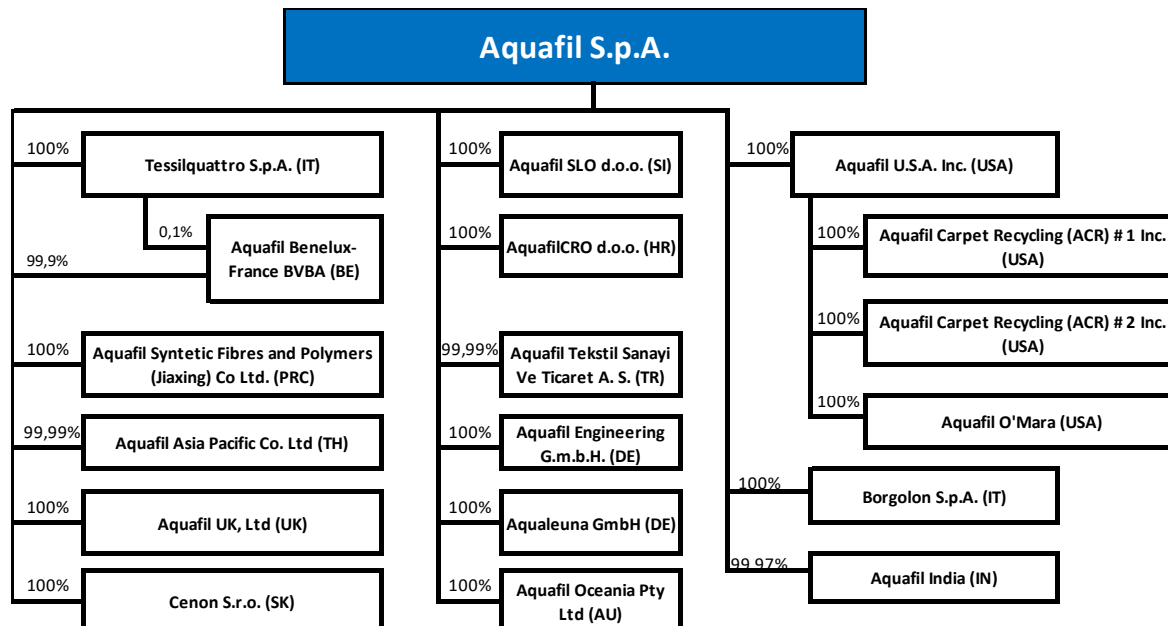 Aquafil S.p.A.
100%
Tessilquattro S.p.A. (IT)
0,1%
Aquafil Benelux-
France BVBA (BE)
99,9%
100%
Aquafil Syntetic Fibres and Polymers
(Jiaxing) Co Ltd. (PRC)
99,99%
Aquafil Asia Pacific Co. Ltd (TH)
100%
Aquafil UK, Ltd (UK)
100%
Cenon S.r.o. (SK)
100%
Aquafil SLO d.o.o. (SI)
100%
AquafilCRO d.o.o. (HR)
99,99%
Aquafil Tekstil Sanayi
Ve Ticaret A. S. (TR)
100%
Aquafil Engineering
G.m.b.H. (DE)
100%
Aqualeuna GmbH (DE)
100%
Aquafil Oceania Pty
Ltd (AU)
100%
Aquafil U.S.A. Inc. (USA)
100%
Aquafil Carpet Recycling (ACR) # 1 Inc.
(USA)
100%
Aquafil Carpet Recycling (ACR) # 2 Inc.
(USA)
100%
Aquafil O'Mara (USA)
100%
Borgolon S.p.A. (IT)
99,97%
Aquafil India (IN)